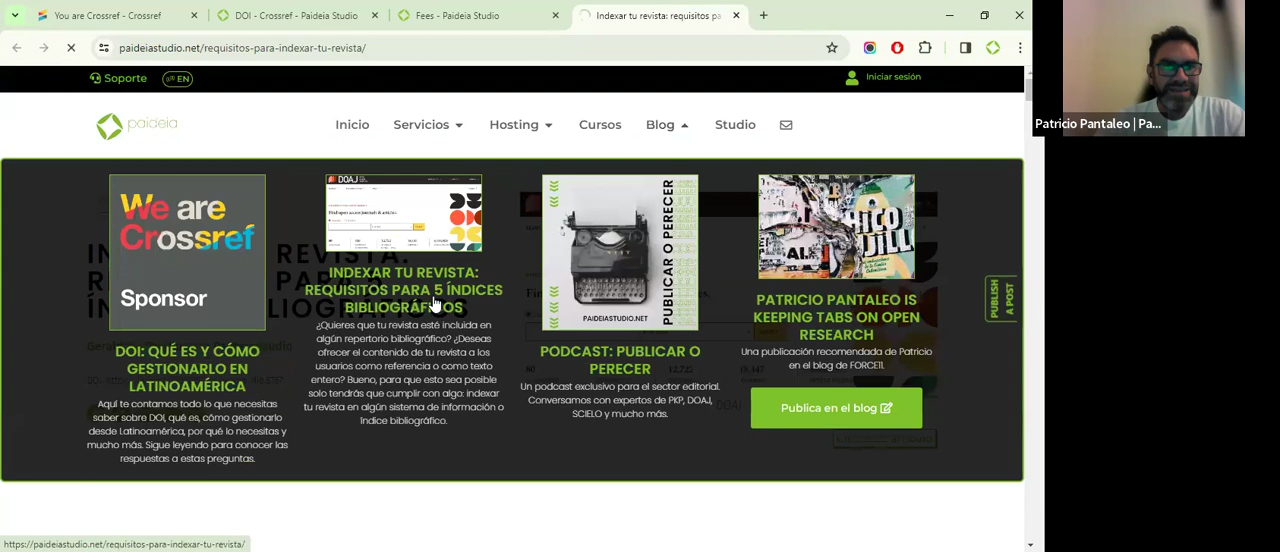 You are Crossref - Crossref
DOI - Crossref - Paideia Studio
Fees - Paideia Studio
Indexar tu revista: requisitos pa
paideiastudio.net/requisitos-para-indexar-tu-revista/
Soporte
EN
Iniciar sesión
paideia
Inicio
Servicios
Hosting
Cursos
Blog
Studio
We are
Crossref
Sponsor
DOI: QUÉ ES Y CÓMO
GESTIONARLO EN
LATINOAMÉRICA
Aquí te contamos todo lo que necesitas
saber sobre DOI, qué es, cómo gestionarlo
desde Latinoamérica, por qué lo necesitas y
mucho más. Sigue leyendo para conocer las
respuestas a estas preguntas.
DOAJ
INDEXAR TU REVISTA:
REQUISITOS PARA 5 ÍNDICES
BIBLIOGRÁFICOS
¿Quieres que tu revista esté incluida en
algún repertorio bibliográfico? ¿Deseas
ofrecer el contenido de tu revista a los
usuarios como referencia o como texto
entero? Bueno, para que esto sea posible
solo tendrás que cumplir con algo: indexar
tu revista en algún sistema de información o
índice bibliográfico.
PUBLICAR O PERECER
PAIDEIASTUDIO.NET
PODCAST: PUBLICAR O
PERECER
Un podcast exclusivo para el sector editorial.
Conversamos con expertos de PKP, DOAJ,
SCIELO y mucho más.
PATRICIO PANTALEO IS
KEEPING TABS ON OPEN
RESEARCH
Una publicación recomendada de Patricio
en el blog de FORCE11.
Publica en el blog
PUBLISH
A POST
https://paideiastudio.net/requisitos-para-indexar-tu-revista/
Patricio Pantaleo | Pa...